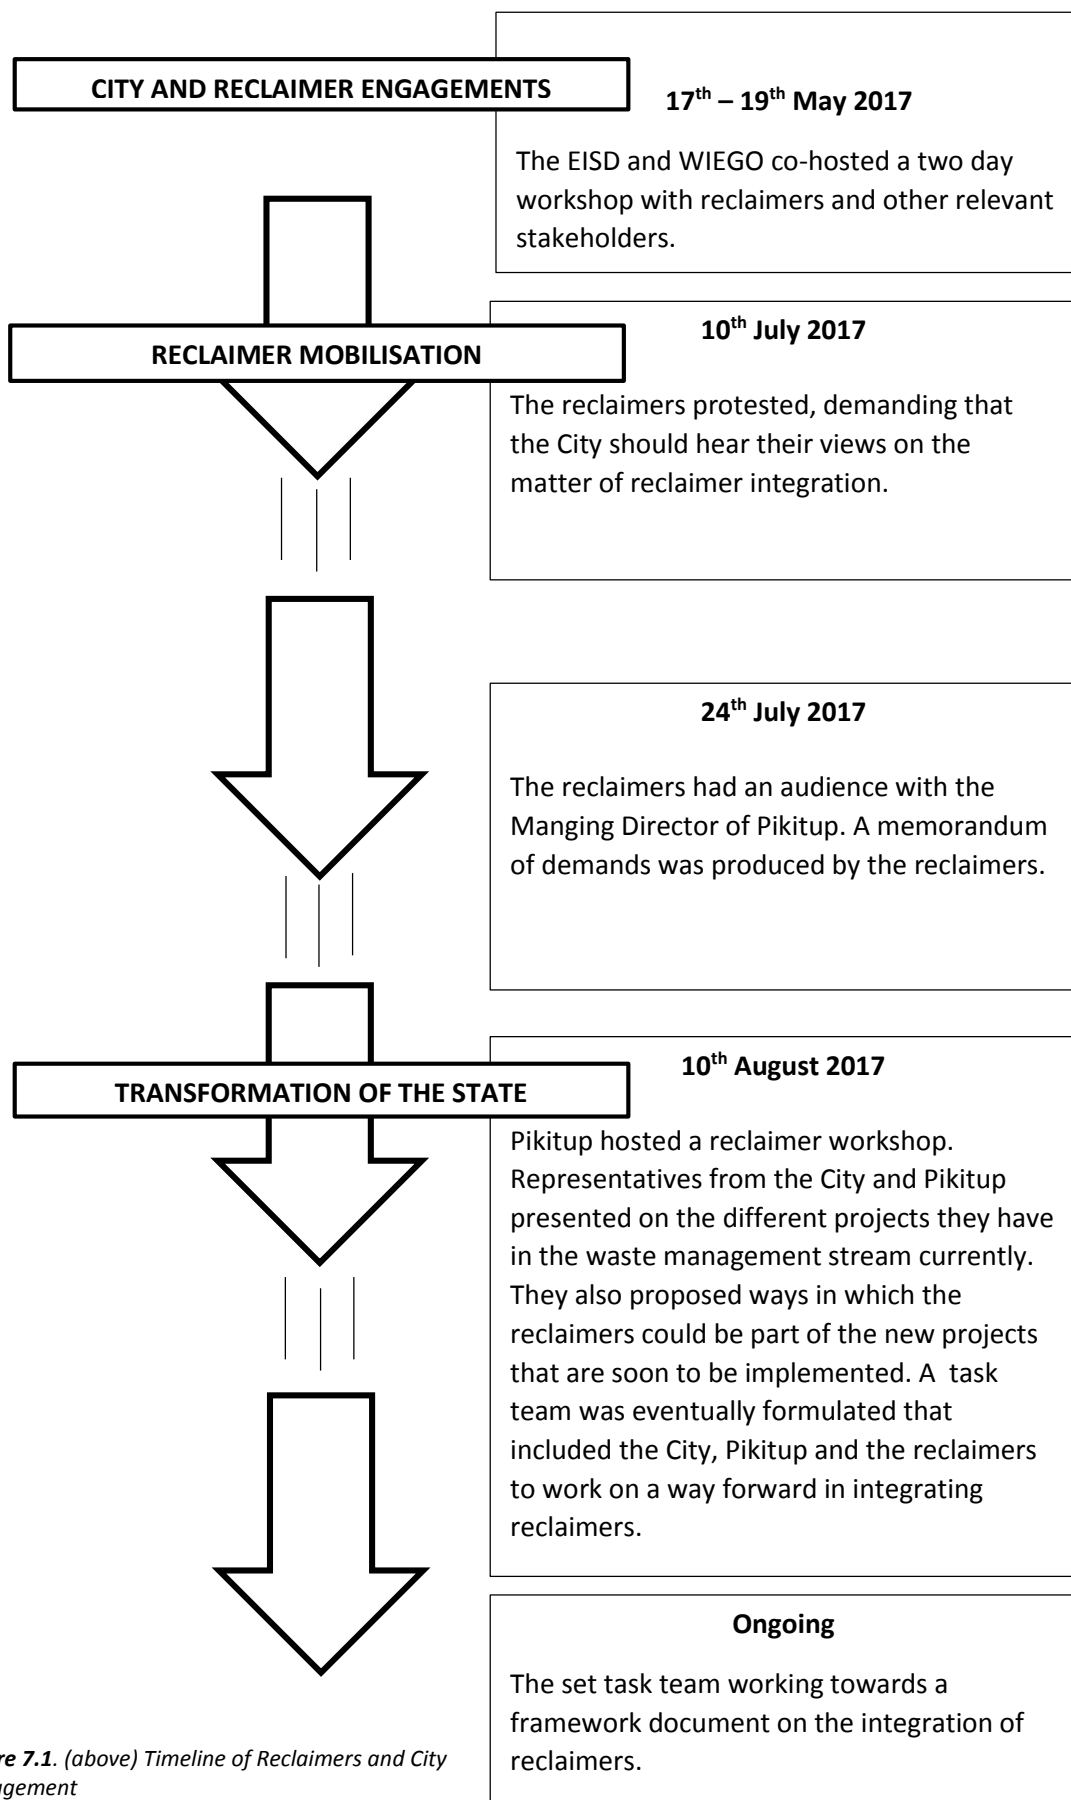 CITY AND RECLAIMER ENGAGEMENTS
17th – 19th May 2017
The EISD and WIEGO co-hosted a two day
workshop with reclaimers and other relevant
stakeholders.
RECLAIMER MOBILISATION
10th July 2017
The reclaimers protested, demanding that
the City should hear their views on the
matter of reclaimer integration.
24th July 2017
The reclaimers had an audience with the
Manging Director of Pikitup. A memorandum
of demands was produced by the reclaimers.
TRANSFORMATION OF THE STATE
10th August 2017
Pikitup hosted a reclaimer workshop.
Representatives from the City and Pikitup
presented on the different projects they have
in the waste management stream currently.
They also proposed ways in which the
reclaimers could be part of the new projects
that are soon to be implemented. A task
team was eventually formulated that
included the City, Pikitup and the reclaimers
to work on a way forward in integrating
reclaimers.
Ongoing
The set task team working towards a
framework document on the integration of
reclaimers.
re 7.1. (above) Timeline of Reclaimers and City
gement